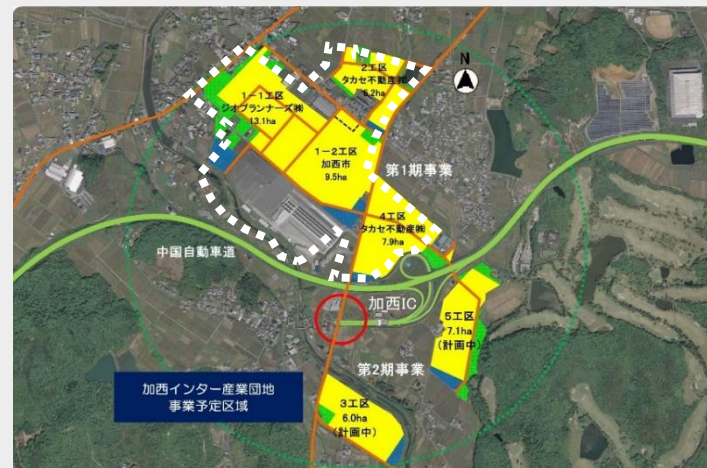 N
2工区
タカセ不動産㈱
6.2ha
1-1工区
ジオプランナーズ㈱
13.1ha
1-2工区
加西市
9.5ha
第1期事業
4工区
タカセ不動産㈱
7.9ha
中国自動車道
加西IC
5工区
7.1ha
(計画中)
第2期事業
加西インター産業団地
事業予定区域
3工区
6.0ha
(計画中)